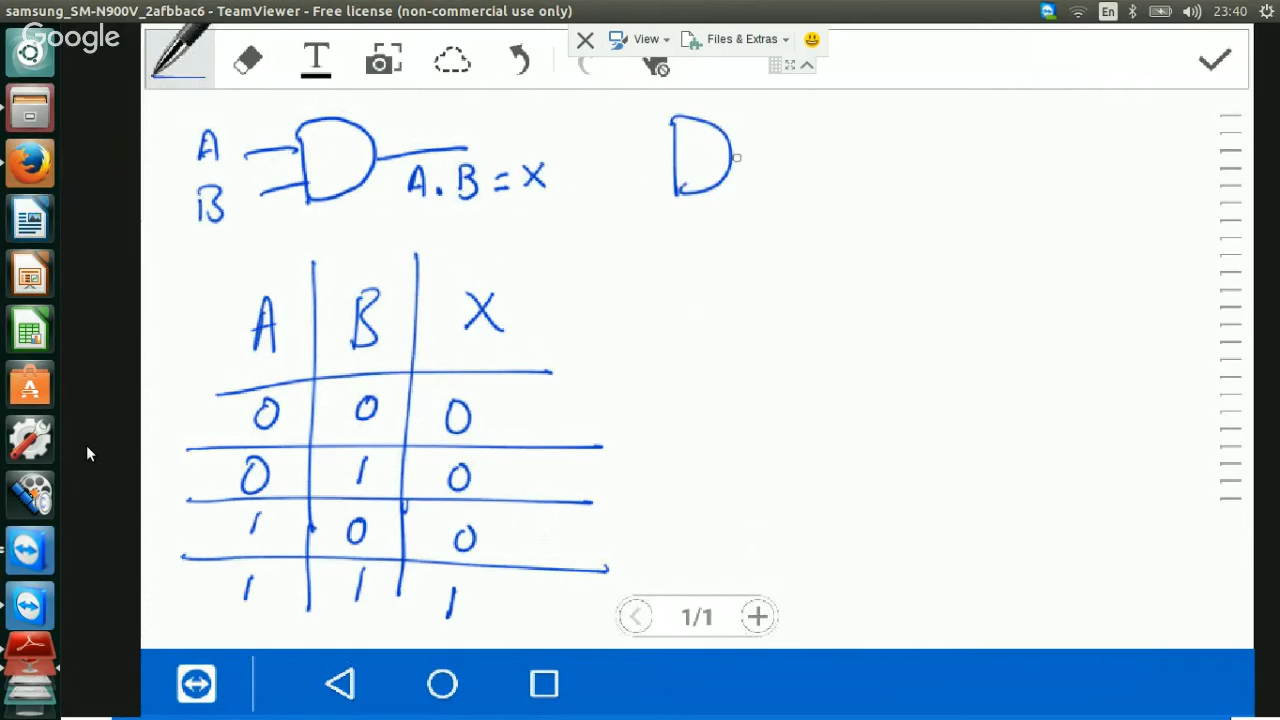 samsung_SM-N900V_2afbbac6 - TeamViewer - Free license (non-commercial use only)
En
23:40
Google
T
View
Files & Extras
A
B
A . B = X
A B X
0 0 0
0 1 0
1 0 0
1 1 1
1/1